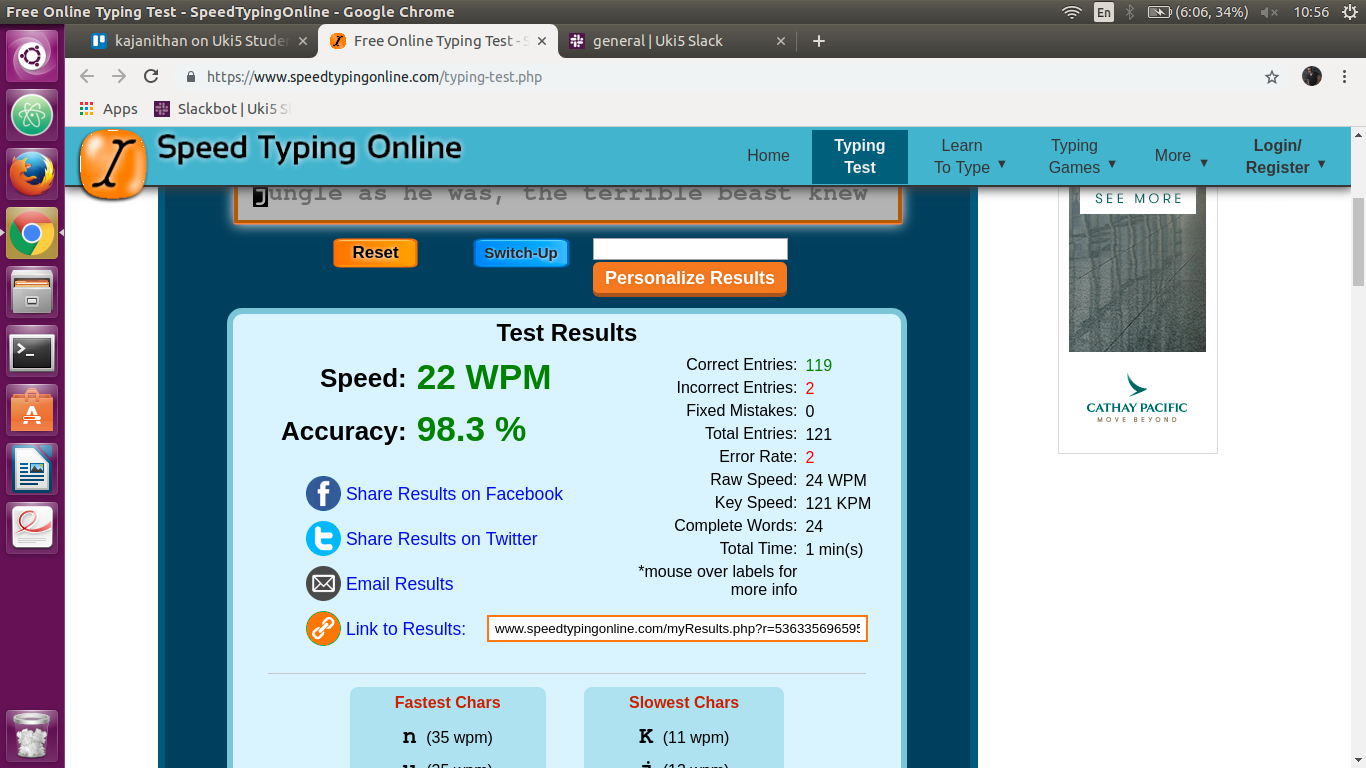 Free Online Typing Test - SpeedTypingOnline - Google Chrome
En
(6:06, 34%)
10:56
kajanithan on Uki5 Stude
Free Online Typing Test - S
general | Uki5 Slack
https://www.speedtypingonline.com/typing-test.php
Apps
Slackbot | Uki5 Sl
Speed Typing Online
Home
Typing
Test
Learn
To Type
Typing
Games
More
Login/
Register
jungle as he was, the terrible beast knew
SEE MORE
Reset
Switch-Up
Personalize Results
Test Results
Speed: 22 WPM
Accuracy: 98.3 %
Correct Entries: 119
Incorrect Entries: 2
Fixed Mistakes: 0
Total Entries: 121
Error Rate: 2
Raw Speed: 24 WPM
Key Speed: 121 KPM
Complete Words: 24
Total Time: 1 min(s)
*mouse over labels for
more info
Share Results on Facebook
Share Results on Twitter
Email Results
Link to Results: www.speedtypingonline.com/myResults.php?r=536335696595
CATHAY PACIFIC
MOVE BEYOND
Fastest Chars
n (35 wpm)
Slowest Chars
K (11 wpm)